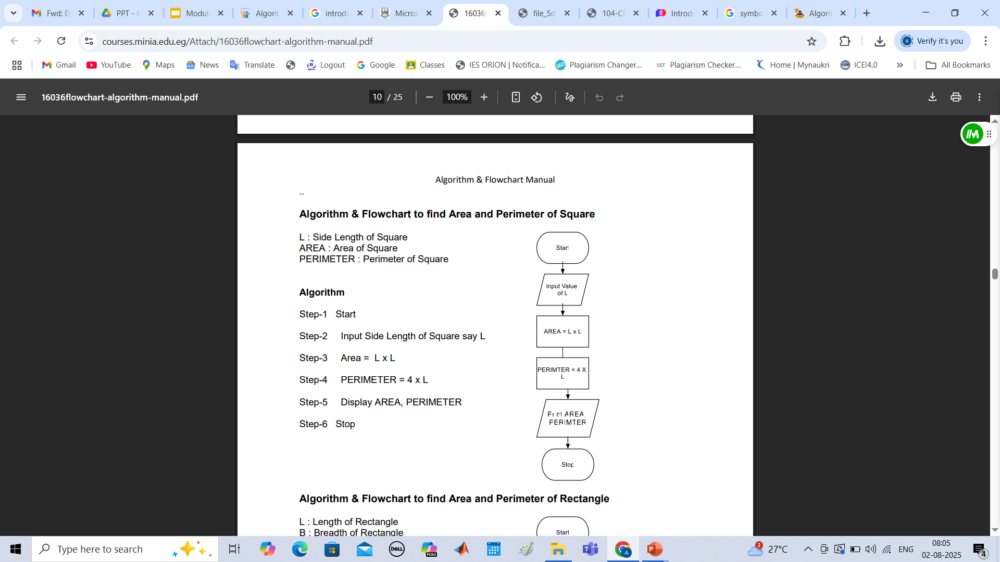 Fwd: D
PPT - C
Modul
Algorit
introdu
Micros
16036f
file_5d
104-CP
Introdu
symbo
Algorit
courses.minia.edu.eg/Attach/16036flowchart-algorithm-manual.pdf
Verify it's you
Gmail
YouTube
Maps
News
Translate
Logout
Google
Classes
IES ORION | Notifica...
Plagiarism Changer...
Plagiarism Checker...
Home | Mynaukri
ICEI4.0
All Bookmarks
16036flowchart-algorithm-manual.pdf
10 / 25
100%
Algorithm & Flowchart Manual
..
Algorithm & Flowchart to find Area and Perimeter of Square
L : Side Length of Square
AREA : Area of Square
PERIMETER : Perimeter of Square
Algorithm
Step-1 Start
Step-2 Input Side Length of Square say L
Step-3 Area = L x L
Step-4 PERIMETER = 4 x L
Step-5 Display AREA, PERIMETER
Step-6 Stop
Start
Input Value
of L
AREA = L x L
PERIMTER = 4 X
L
Print AREA,
PERIMTER
Stop
Algorithm & Flowchart to find Area and Perimeter of Rectangle
L : Length of Rectangle
B : Breadth of Rectangle
Start
Type here to search
DELL
M365
2
27°C
ENG
08:05
02-08-2025
4